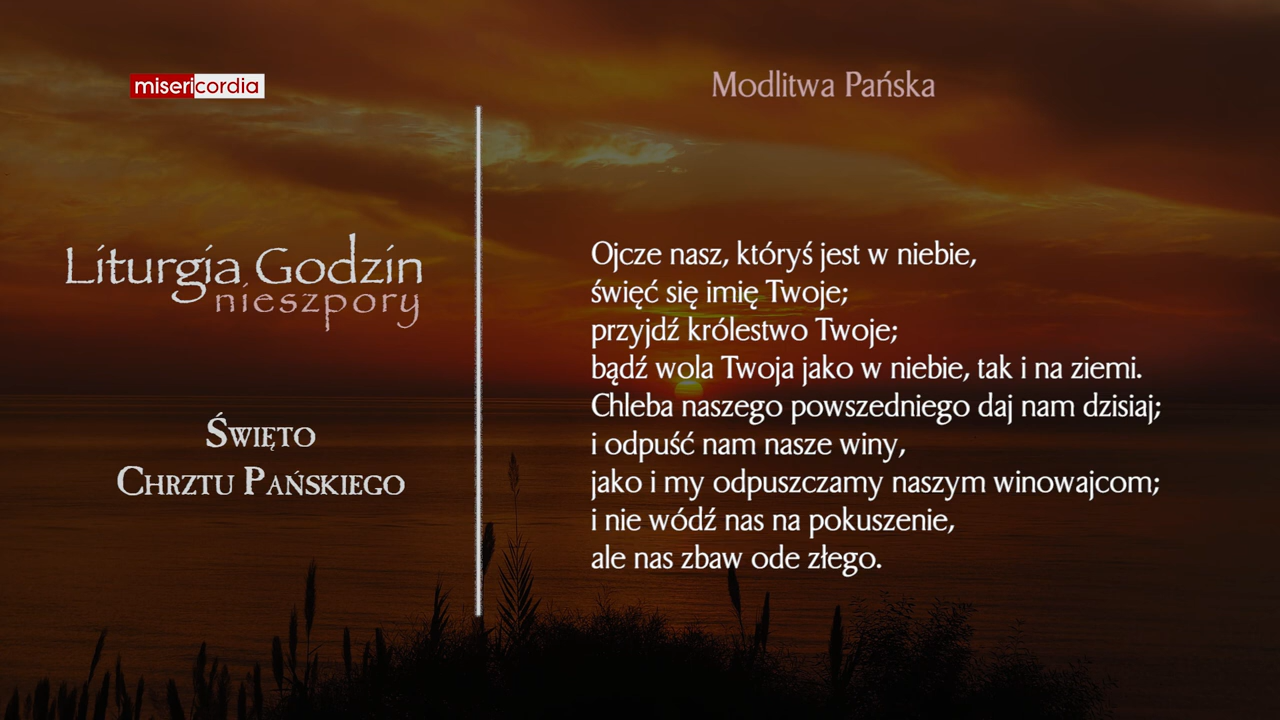 misericordia
Liturgia Godzin
nieszpory
Święto
Chrztu Pańskiego
Modlitwa Pańska
Ojcze nasz, któryś jest w niebie,
święć się imię Twoje;
przyjdź królestwo Twoje;
bądź wola Twoja jako w niebie, tak i na ziemi.
Chleba naszego powszedniego daj nam dzisiaj;
i odpuść nam nasze winy,
jako i my odpuszczamy naszym winowajcom;
i nie wódź nas na pokuszenie,
ale nas zbaw ode złego.